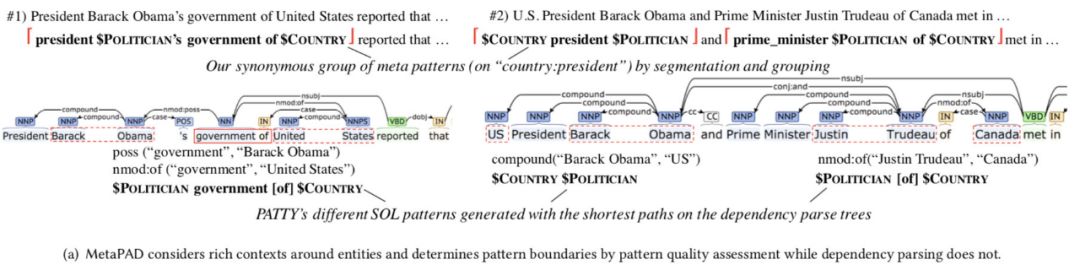 #1) President Barack Obama's government of United States reported that …
president $POLITICIAN's government of $COUNTRY reported that …
#2) U.S. President Barack Obama and Prime Minister Justin Trudeau of Canada met in …
$COUNTRY president $POLITICIAN and prime_minister $POLITICIAN of $COUNTRY met in …
Our synonymous group of meta patterns (on "country:president") by segmentation and grouping
nsubj
nmod:of
compound nmod:poss case
NNP NNP compound NNP case POS NN IN NNP compound NNPS VBD dobj IN
President Barack Obama 's government of United States reported that
poss ("government", "Barack Obama")
nmod:of ("government", "United States")
$POLITICIAN government [of] $COUNTRY
nsubj
conj:and
compound compound nmod:of
compound compound
NNP NNP NNP compound NNP cc CC NNP NNP NNP compound NNP IN case NNP VBD IN
US President Barack Obama and Prime Minister Justin Trudeau of Canada met in
compound("Barack Obama", "US")
$COUNTRY $POLITICIAN
nmod:of("Justin Trudeau", "Canada")
$POLITICIAN [of] $COUNTRY
PATTY's different SOL patterns generated with the shortest paths on the dependency parse trees
(a) MetaPAD considers rich contexts around entities and determines pattern boundaries by pattern quality assessment while dependency parsing does not.